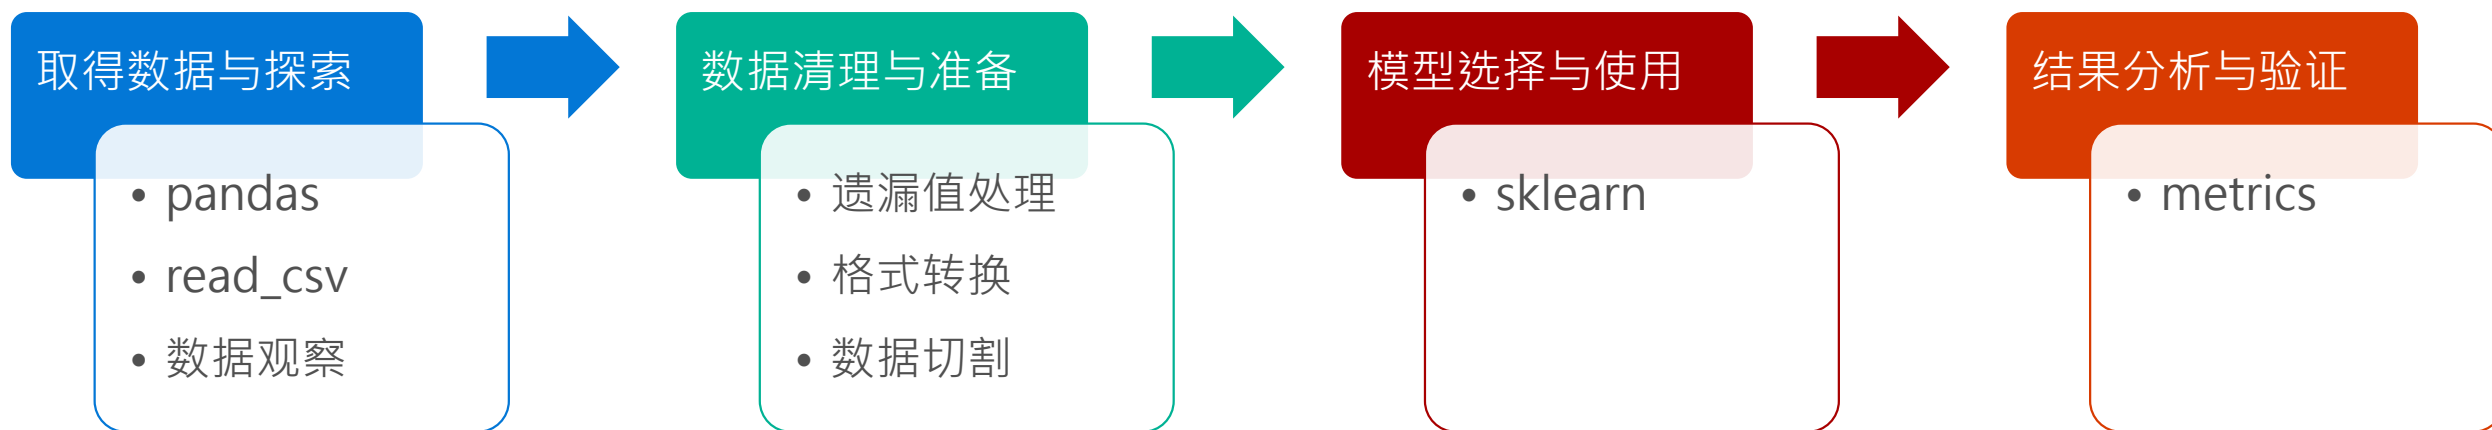 取得数据与探索
• pandas
• read_csv
• 数据观察
数据清理与准备
• 遗漏值处理
• 格式转换
• 数据切割
模型选择与使用
• sklearn
结果分析与验证
• metrics